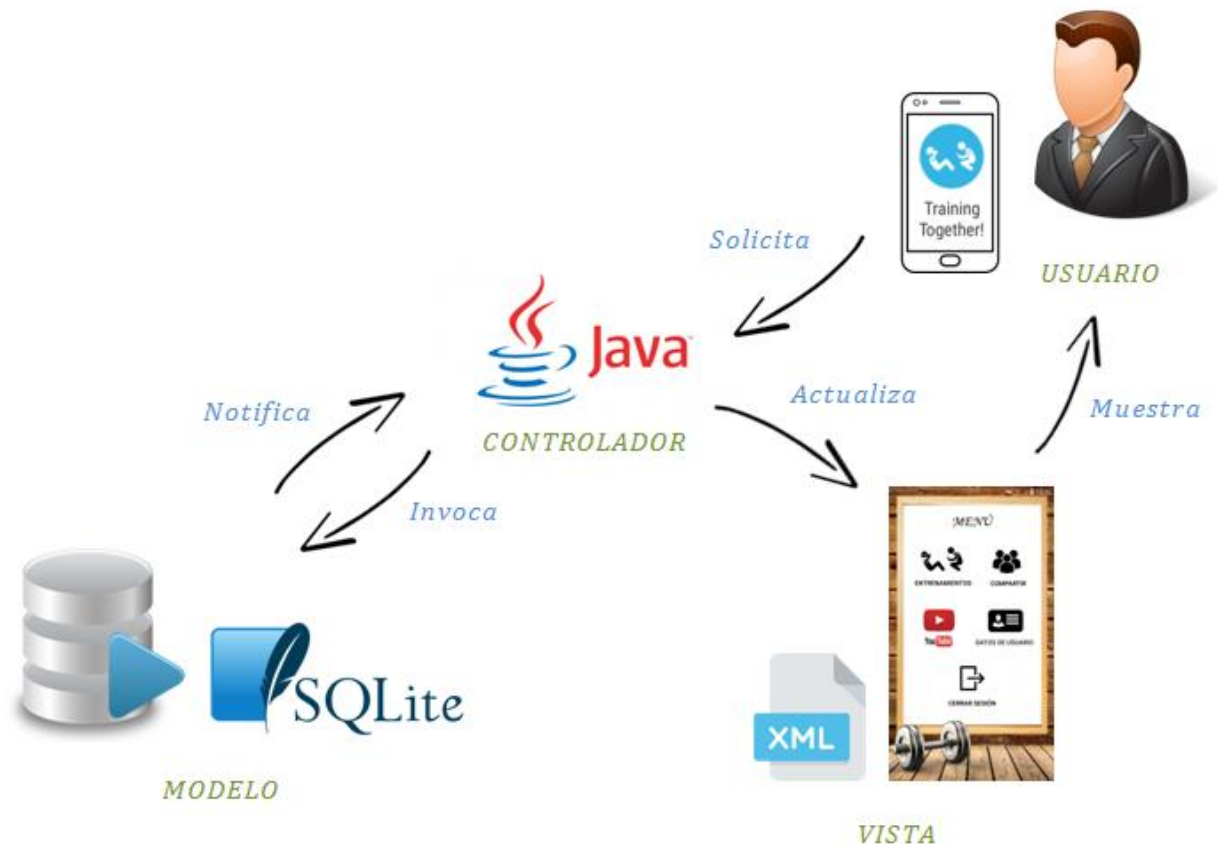 Training
Together!
USUARIO
Solicita
Java
CONTROLADOR
Actualiza
Muestra
Notifica
Invoca
SQLite
MODELO
MENÚ
ENTRENAMIENTOS
COMPARTIR
YouTube
DATOS DE USUARIO
CERRAR SESIÓN
XML
VISTA